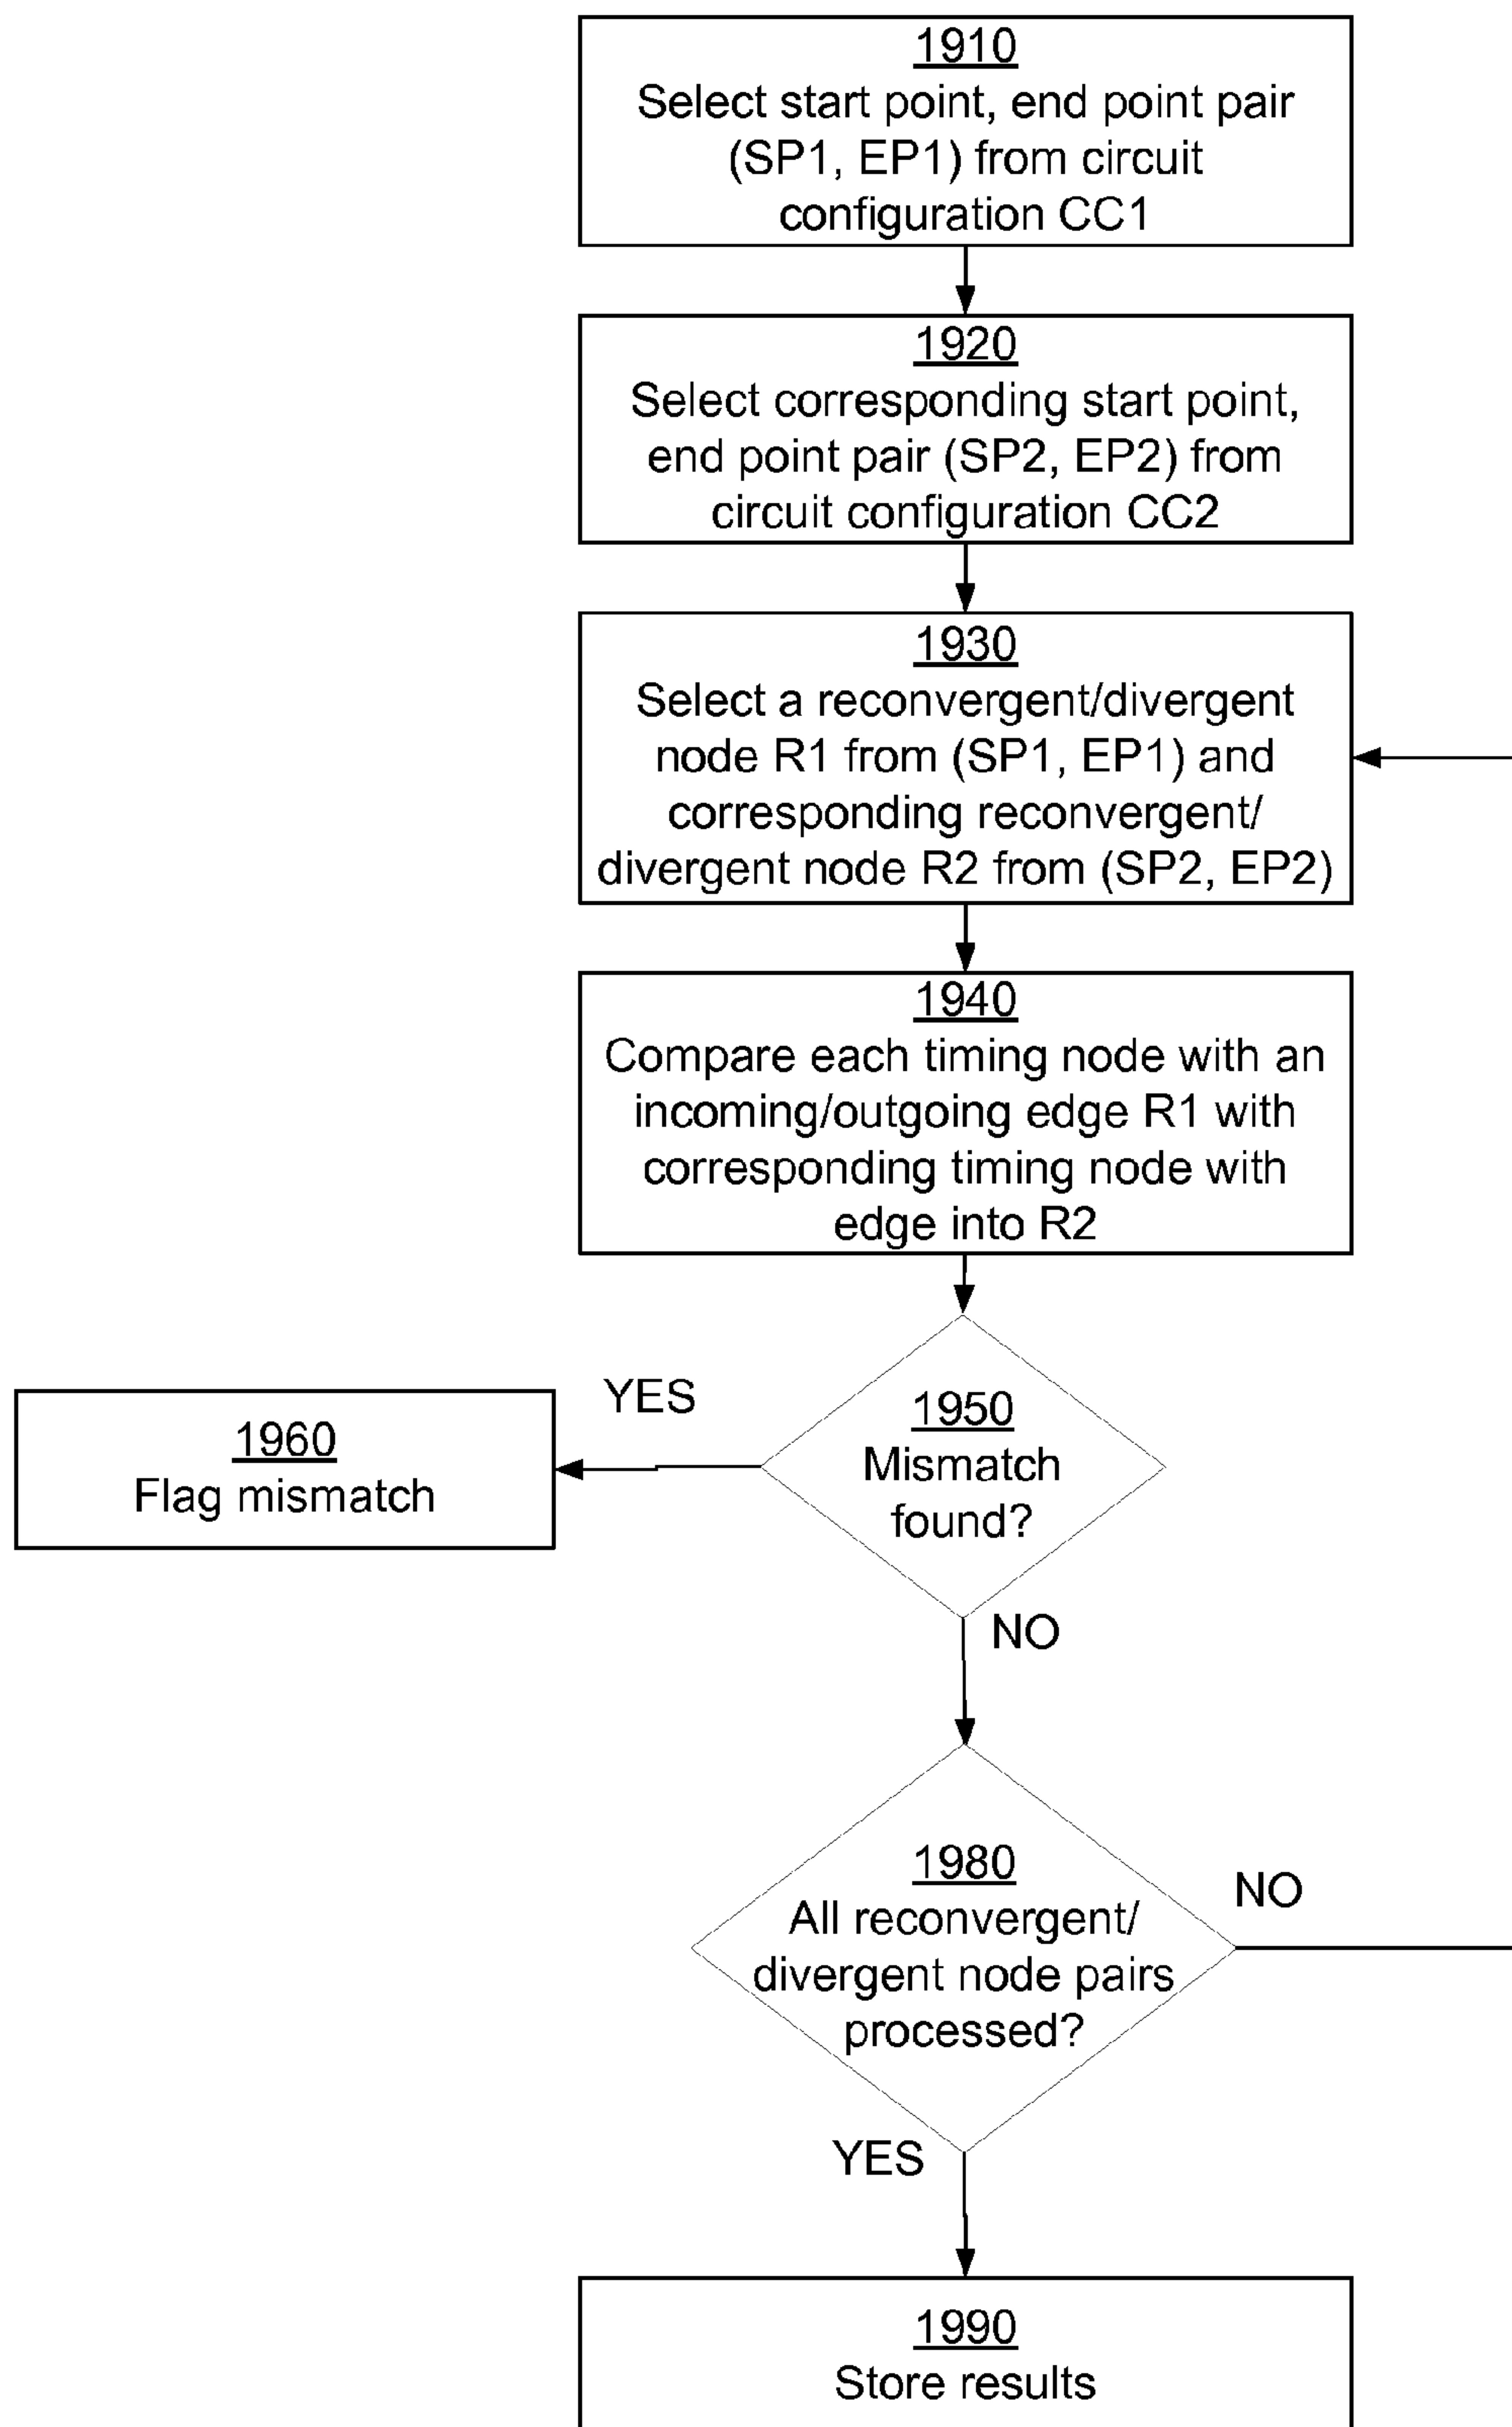 1910
Select start point, end point pair
(SP1, EP1) from circuit
configuration CC1
1920
Select corresponding start point,
end point pair (SP2, EP2) from
circuit configuration CC2
1930
Select a reconvergent/divergent
node R1 from (SP1, EP1) and
corresponding reconvergent/
divergent node R2 from (SP2, EP2)
1940
Compare each timing node with an
incoming/outgoing edge R1 with
corresponding timing node with
edge into R2
YES
1950
Mismatch
found?
1960
Flag mismatch
NO
1980
All reconvergent/
divergent node pairs
processed?
NO
YES
1990
Store results